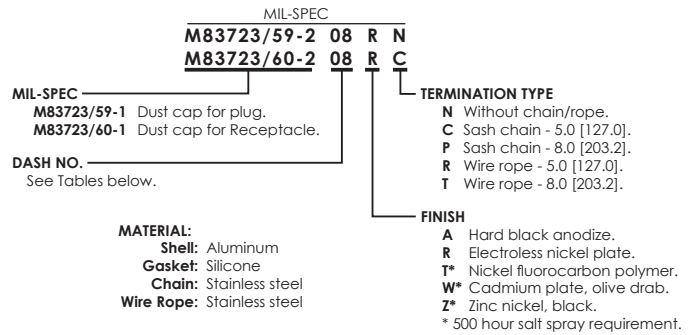 MIL-SPEC
M83723/59-2 08 R N
M83723/60-2 08 R C
MIL-SPEC
M83723/59-1 Dust cap for plug.
M83723/60-1 Dust cap for Receptacle.
DASH NO.
See Tables below.
MATERIAL:
Shell: Aluminum
Gasket: Silicone
Chain: Stainless steel
Wire Rope: Stainless steel
TERMINATION TYPE
N Without chain/rope.
C Sash chain - 5.0 [127.0].
P Sash chain - 8.0 [203.2].
R Wire rope - 5.0 [127.0].
T Wire rope - 8.0 [203.2].
FINISH
A Hard black anodize.
R Electroless nickel plate.
T* Nickel fluorocarbon polymer.
W* Cadmium plate, olive drab.
Z* Zinc nickel, black.
* 500 hour salt spray requirement.